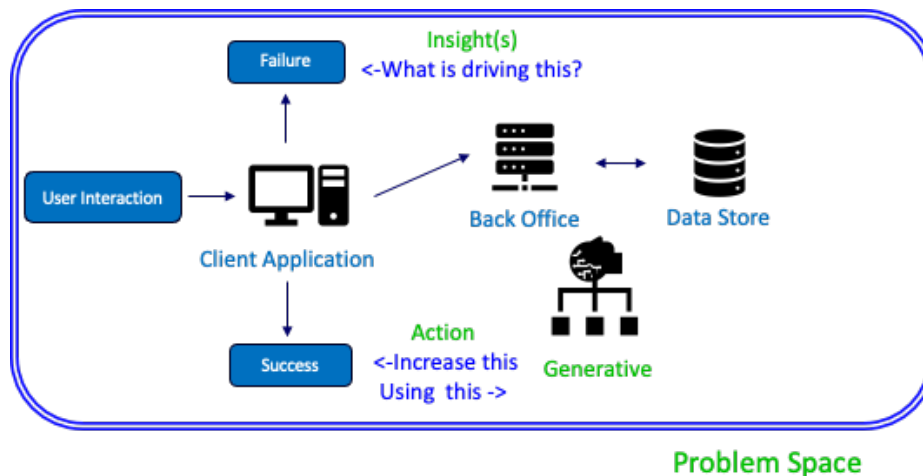 Insight(s)
Failure
<-What is driving this?
User Interaction
Back Office
Data Store
Client Application
Action
Success
<-Increase this
Using this ->
Generative
Problem Space